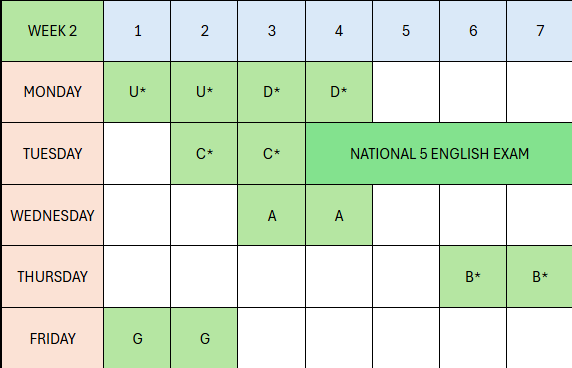 WEEK 2 1 2 3 4 5 6 7
MONDAY U* U* D* D*
TUESDAY C* C* NATIONAL 5 ENGLISH EXAM
WEDNESDAY A A
THURSDAY B* B*
FRIDAY G G